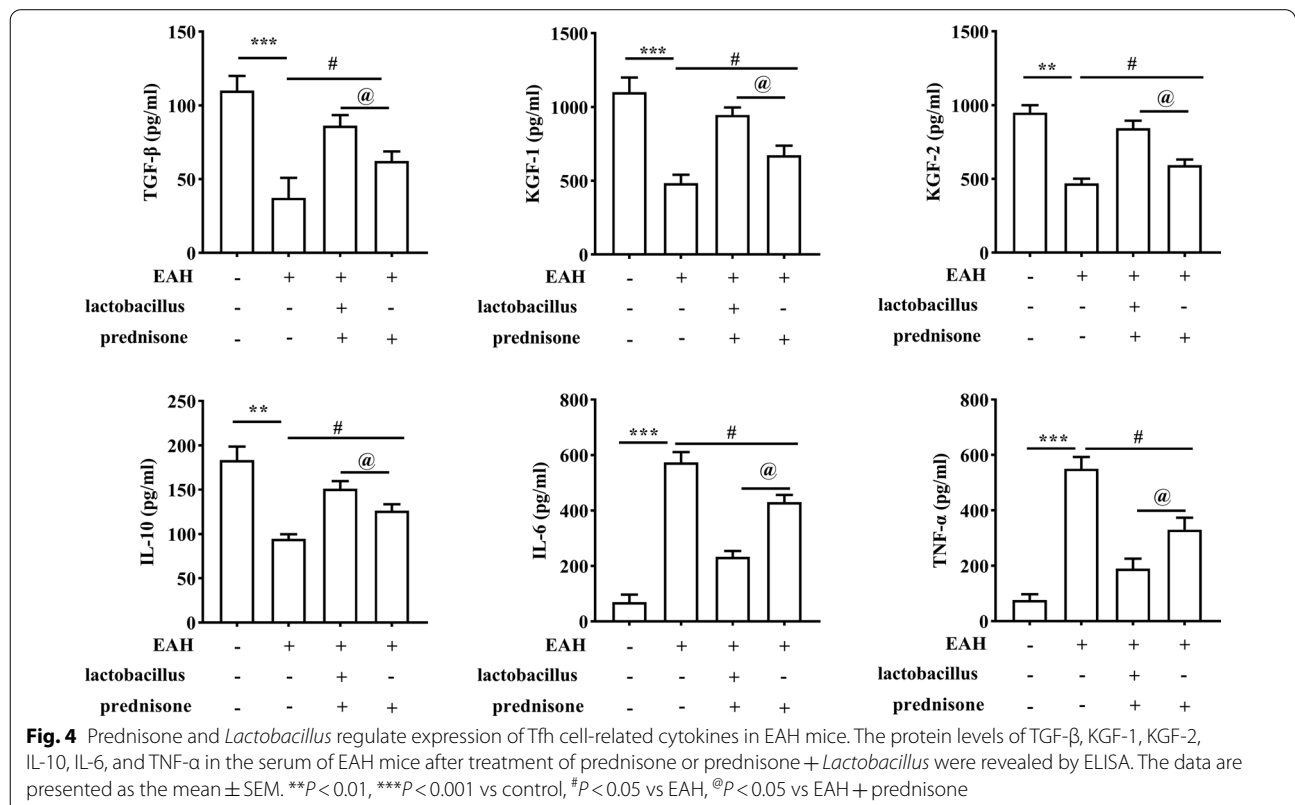 150
100
50
0
TGF-β (pg/ml)
***
#
@
EAH - + + +
lactobacillus - - + -
prednisone - - + +
1500
1000
500
0
KGF-1 (pg/ml)
***
#
@
- + + +
- - + -
- - + +
EAH
lactobacillus
prednisone
1500
1000
500
0
KGF-2 (pg/ml)
**
#
@
EAH - + + +
lactobacillus - - + -
prednisone - - + +
250
200
150
100
50
0
IL-10 (pg/ml)
**
#
@
EAH - + + +
lactobacillus - - + -
prednisone - - + +
800
600
400
200
0
IL-6 (pg/ml)
***
#
@
EAH - + + +
lactobacillus - - + -
prednisone - - + +
800
600
400
200
0
TNF-α (pg/ml)
***
#
@
EAH - + + +
lactobacillus - - + -
prednisone - - + +
Fig. 4 Prednisone and Lactobacillus regulate expression of Tfh cell-related cytokines in EAH mice. The protein levels of TGF-β, KGF-1, KGF-2,
IL-10, IL-6, and TNF-α in the serum of EAH mice after treatment of prednisone or prednisone + Lactobacillus were revealed by ELISA. The data are
presented as the mean ± SEM. **P < 0.01, ***P < 0.001 vs control, #P < 0.05 vs EAH, @P < 0.05 vs EAH + prednisone